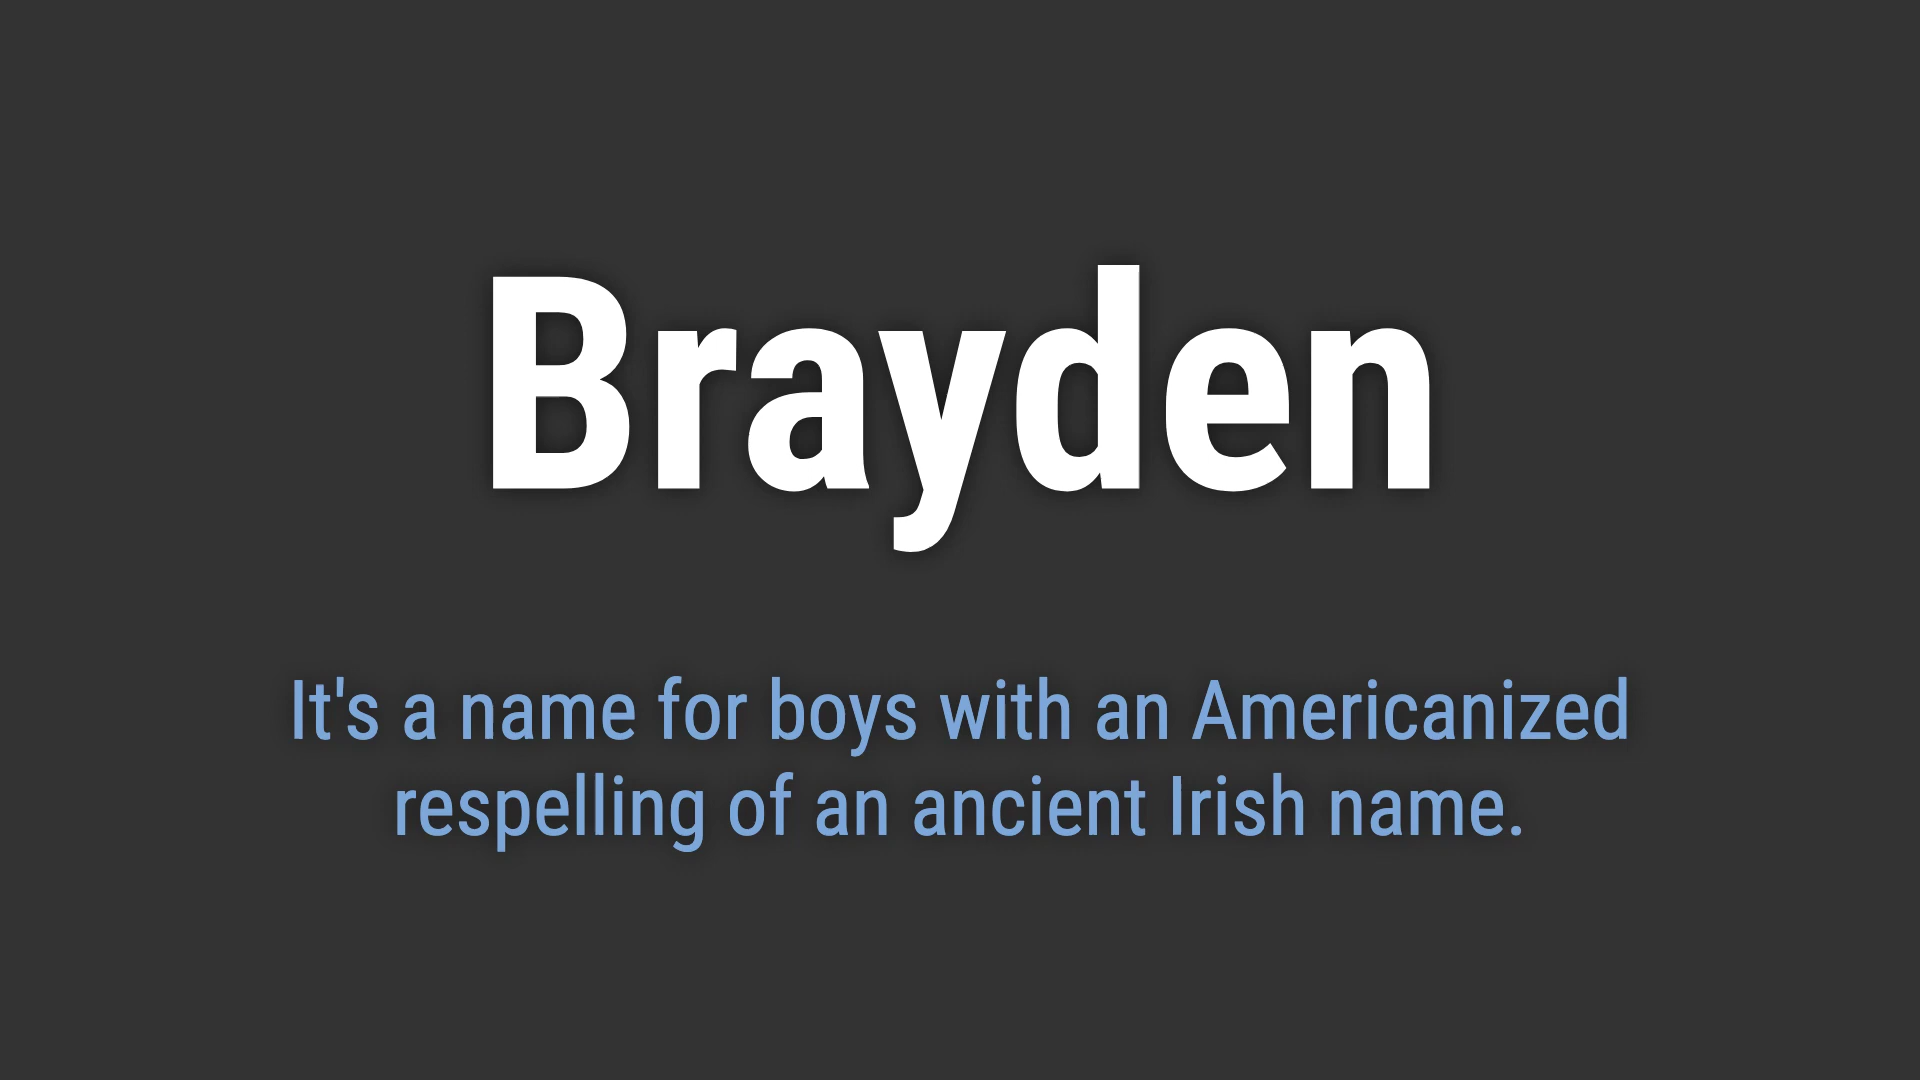 Brayden
It's a name for boys with an Americanized
respelling of an ancient Irish name.